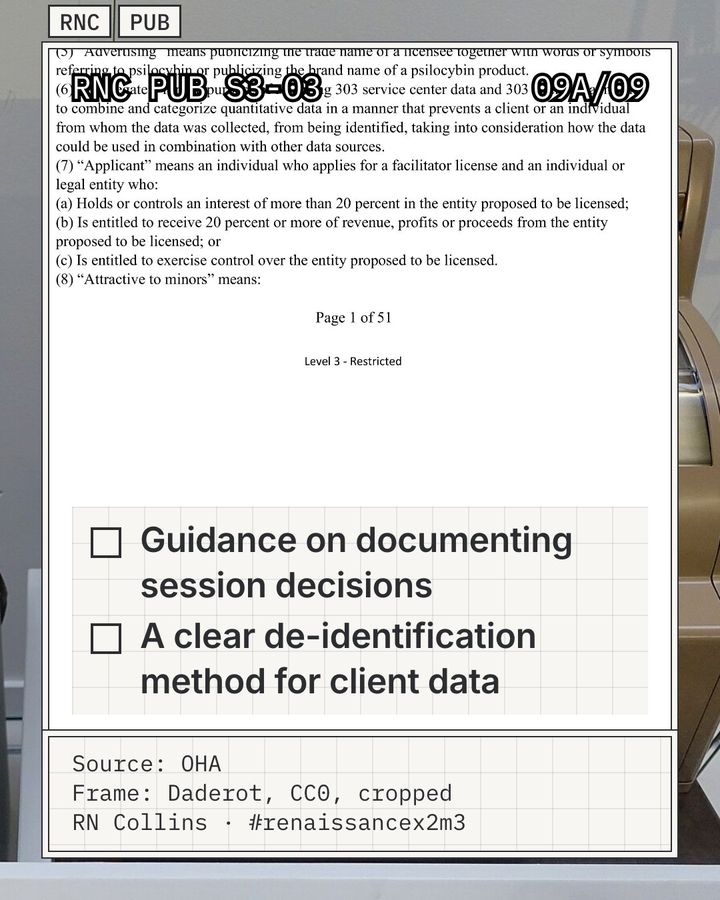 RNC PUB
(5) “Advertising” means publicizing the trade name of a licensee together with words or symbols
referring to psilocybin or publicizing the brand name of a psilocybin product.
RNC PUB S3-03 09A/09
(6) 303 service center data and 303
to combine and categorize quantitative data in a manner that prevents a client or an individual
from whom the data was collected, from being identified, taking into consideration how the data
could be used in combination with other data sources.
(7) “Applicant” means an individual who applies for a facilitator license and an individual or
legal entity who:
(a) Holds or controls an interest of more than 20 percent in the entity proposed to be licensed;
(b) Is entitled to receive 20 percent or more of revenue, profits or proceeds from the entity
proposed to be licensed; or
(c) Is entitled to exercise control over the entity proposed to be licensed.
(8) “Attractive to minors” means:
Page 1 of 51
Level 3 - Restricted
Guidance on documenting
session decisions
A clear de-identification
method for client data
Source: OHA
Frame: Daderot, CC0, cropped
RN Collins · #renaissancex2m3